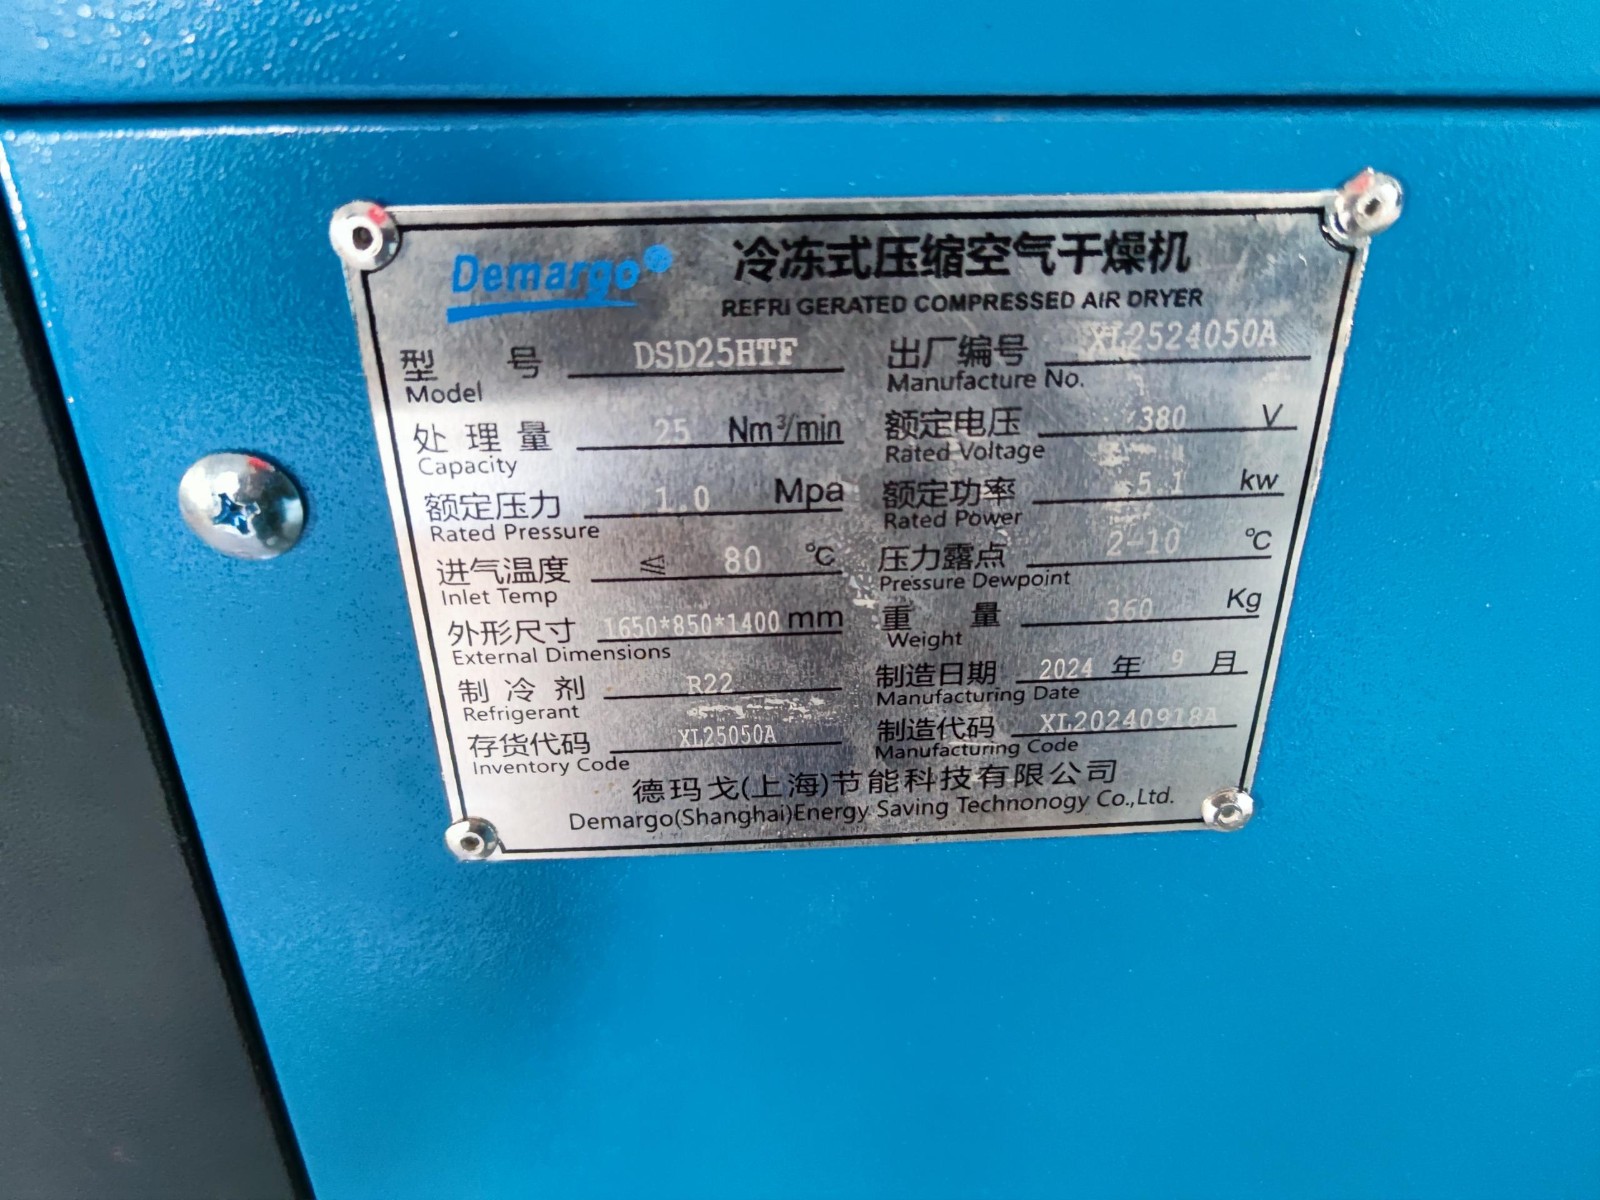 Demargo 冷冻式压缩空气干燥机
REFRIGERATED COMPRESSED AIR DRYER
型 号 DSD25HTF 出厂编号 XL2524050A
Model Manufacture No.
处 理 量 25 Nm³/min 额定电压 380 V
Capacity Rated Voltage
额定压力 1.0 Mpa 额定功率 5.1 kw
Rated Pressure Rated Power
进气温度 ≤ 80 ℃ 压力露点 2-10 ℃
Inlet Temp Pressure Dewpoint
外形尺寸 1650*850*1400 mm 重 量 360 Kg
External Dimensions Weight
制 冷 剂 R22 制造日期 2024 年 9 月
Refrigerant Manufacturing Date
存货代码 XL25050A 制造代码 XL20240918A
Inventory Code Manufacturing Code
德玛戈(上海)节能科技有限公司
Demargo(Shanghai)Energy Saving Technonogy Co.,Ltd.